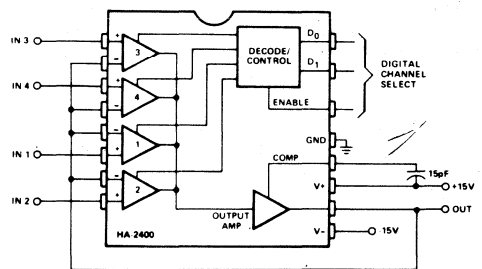 IN 3
+
−
3
DECODE/
CONTROL
D0
D1
DIGITAL
CHANNEL
SELECT
IN 4
+
−
4
ENABLE
GND
−
+
1
IN 1
COMP
15pF
−
+
2
IN 2
V+
+15V
OUTPUT
AMP
OUT
HA-2400
V-
-15V